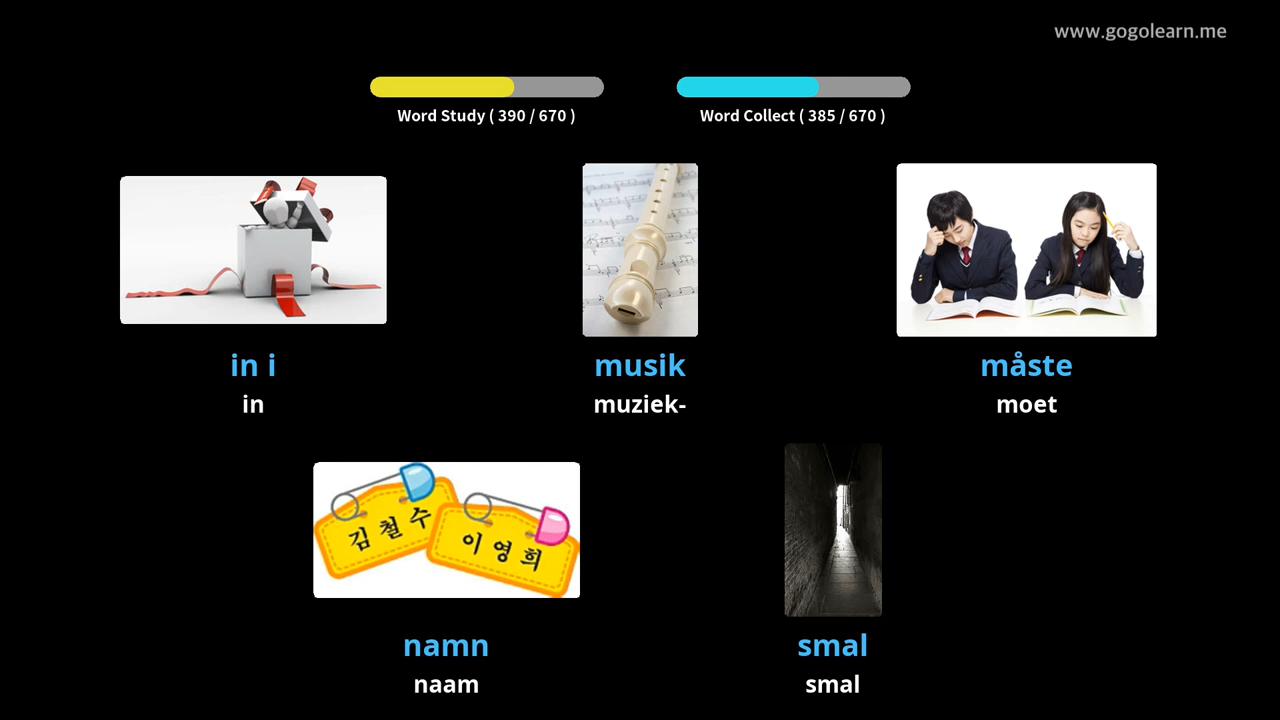 www.gogolearn.me
Word Study ( 390 / 670 )
Word Collect ( 385 / 670 )
in i
in
musik
muziek-
måste
moet
김철수
이영희
namn
naam
smal
smal